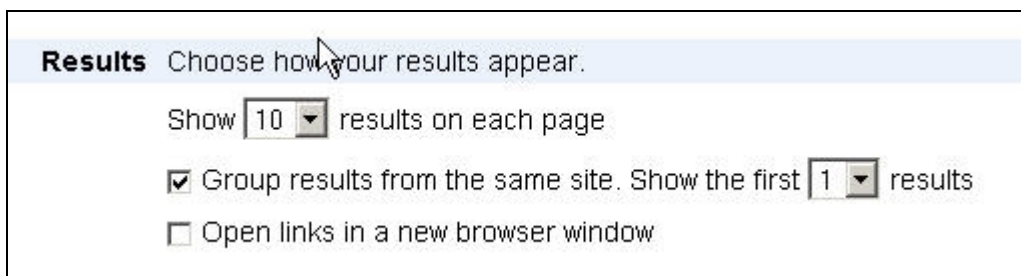 Results Choose how your results appear.
Show 10 results on each page
Group results from the same site. Show the first 1 results
Open links in a new browser window